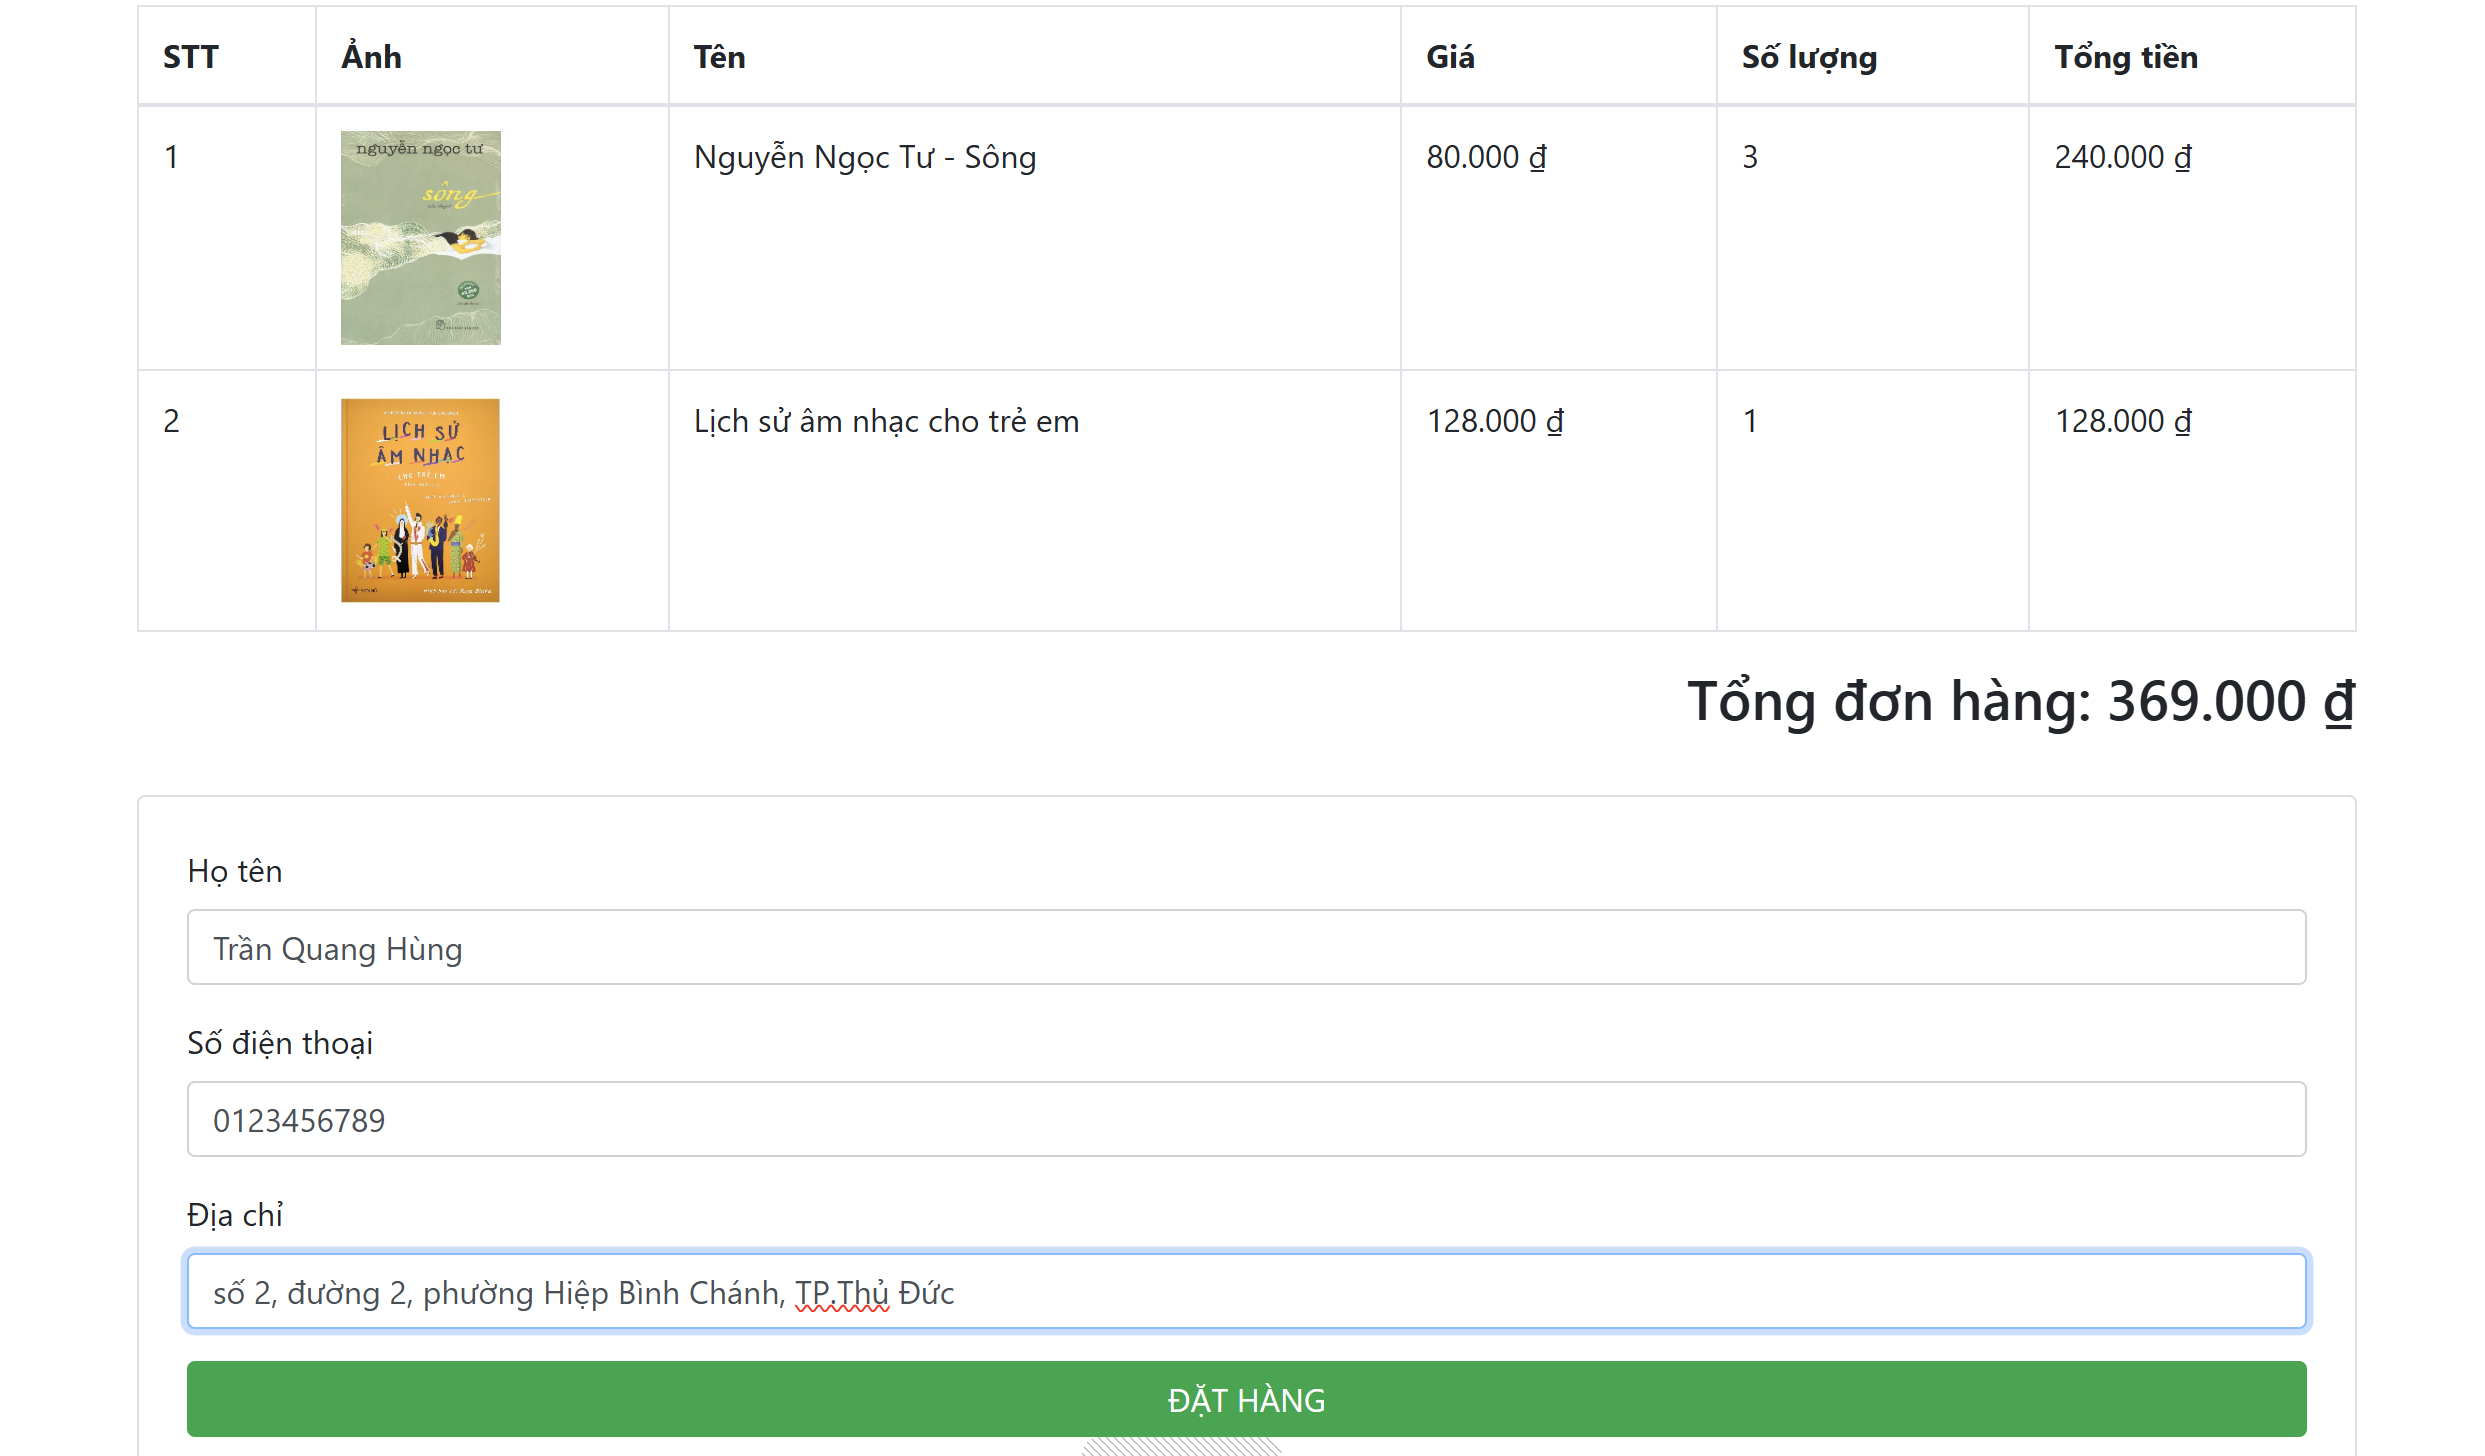 STT Ảnh Tên Giá Số lượng Tổng tiền
1 Nguyễn Ngọc Tư - Sông 80.000 ₫ 3 240.000 ₫
nguyễn ngọc tư
sông
2 Lịch sử âm nhạc cho trẻ em 128.000 ₫ 1 128.000 ₫
LỊCH SỬ
ÂM NHẠC
CHO TRẺ EM
Tổng đơn hàng: 369.000 ₫
Họ tên
Trần Quang Hùng
Số điện thoại
0123456789
Địa chỉ
số 2, đường 2, phường Hiệp Bình Chánh, TP.Thủ Đức
ĐẶT HÀNG